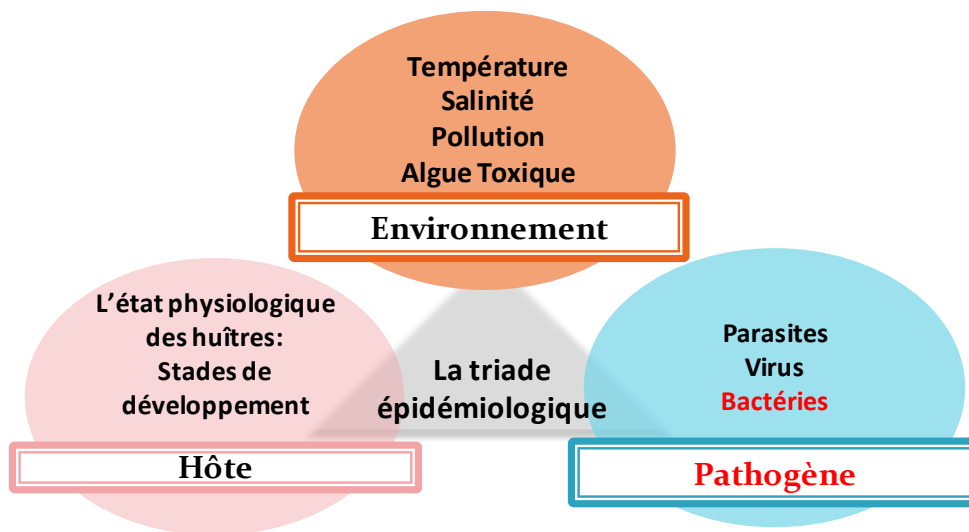 Température
Salinité
Pollution
Algue Toxique
Environnement
L'état physiologique
des huîtres:
Stades de
développement
Hôte
La triade
épidémiologique
Parasites
Virus
Bactéries
Pathogène